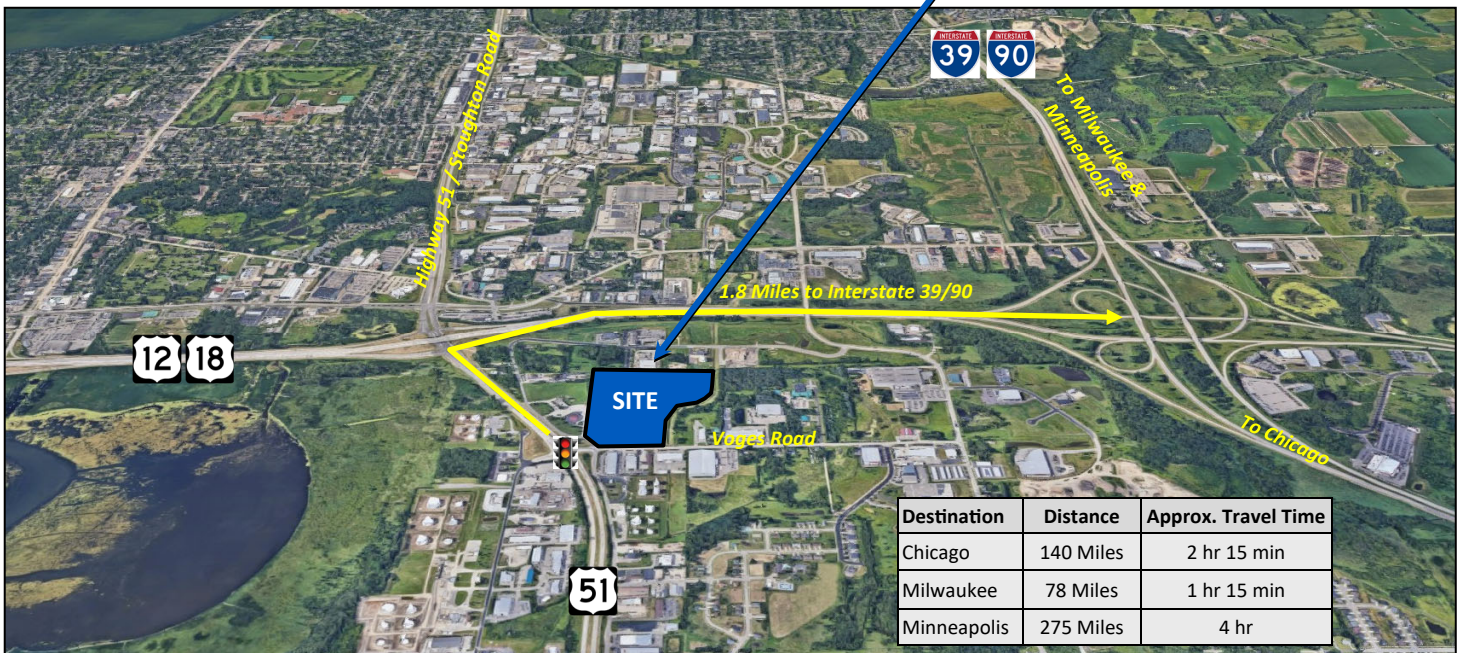 INTERSTATE
39
INTERSTATE
90
To Milwaukee &
Minneapolis
Highway 51 / Stoughton Road
1.8 Miles to Interstate 39/90
12
18
SITE
Voges Road
To Chicago
51
Destination Distance Approx. Travel Time
Chicago 140 Miles 2 hr 15 min
Milwaukee 78 Miles 1 hr 15 min
Minneapolis 275 Miles 4 hr